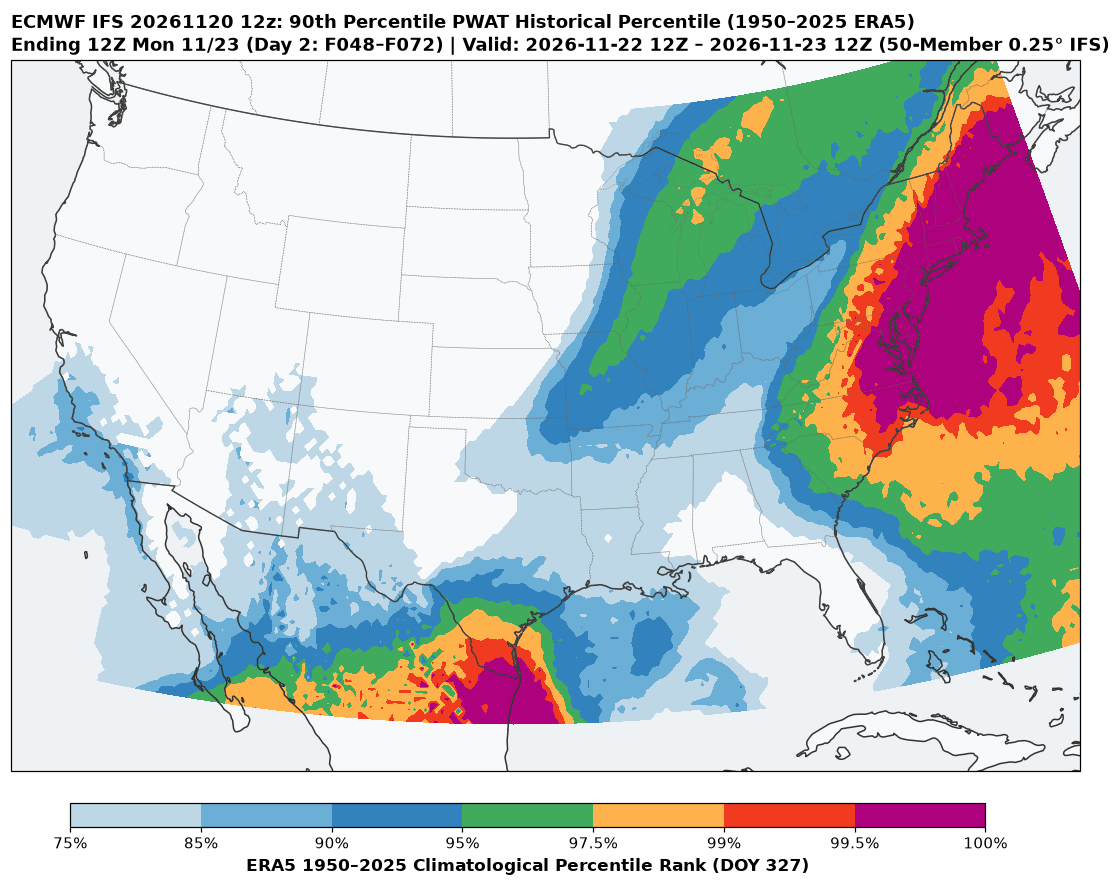 ECMWF IFS 20261120 12z: 90th Percentile PWAT Historical Percentile (1950–2025 ERA5)
Ending 12Z Mon 11/23 (Day 2: F048–F072) | Valid: 2026-11-22 12Z – 2026-11-23 12Z (50-Member 0.25° IFS)
75% 85% 90% 95% 97.5% 99% 99.5% 100%
ERA5 1950–2025 Climatological Percentile Rank (DOY 327)